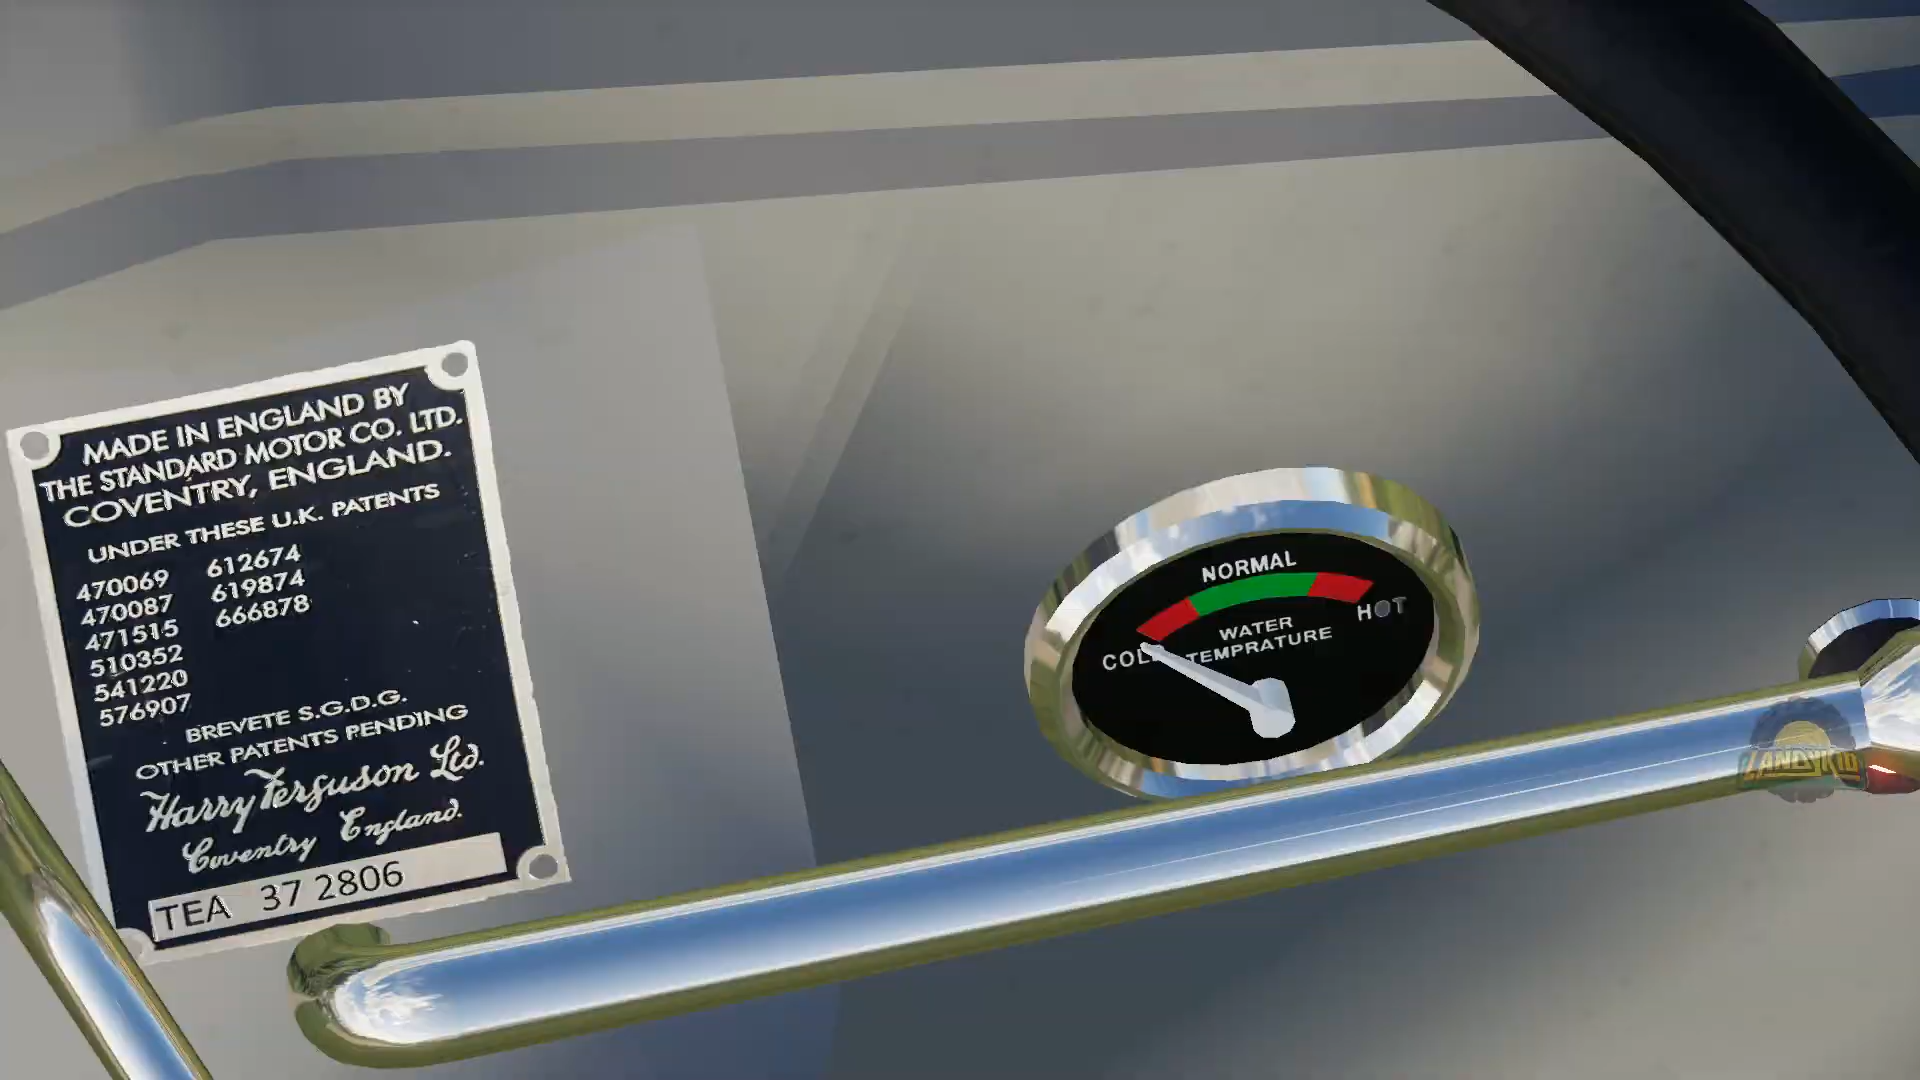 MADE IN ENGLAND BY
THE STANDARD MOTOR CO. LTD.
COVENTRY, ENGLAND.
UNDER THESE U.K. PATENTS
470069 612674
470087 619874
471515 666878
510352
541220
576907
BREVETE S.G.D.G.
OTHER PATENTS PENDING
Harry Ferguson Ltd.
Coventry England.
TEA 37 2806
NORMAL
HOT
WATER
COLD TEMPRATURE
LANDYKID